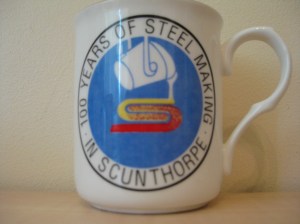 100 YEARS OF STEEL MAKING
· IN SCUNTHORPE ·